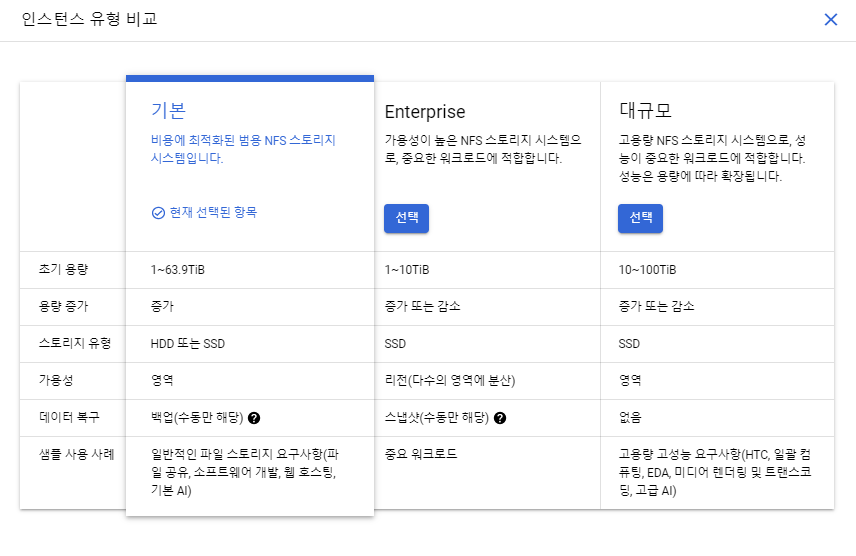 인스턴스 유형 비교
기본
비용에 최적화된 범용 NFS 스토리지
시스템입니다.
현재 선택된 항목
Enterprise
가용성이 높은 NFS 스토리지 시스템으
로, 중요한 워크로드에 적합합니다.
선택
대규모
고용량 NFS 스토리지 시스템으로, 성
능이 중요한 워크로드에 적합합니다.
성능은 용량에 따라 확장됩니다.
선택
초기 용량
1~63.9TiB
1~10TiB
10~100TiB
용량 증가
증가
증가 또는 감소
증가 또는 감소
스토리지 유형
HDD 또는 SSD
SSD
SSD
가용성
영역
리전(다수의 영역에 분산)
영역
데이터 복구
백업(수동만 해당) ?
스냅샷(수동만 해당) ?
없음
샘플 사용 사례
일반적인 파일 스토리지 요구사항(파
일 공유, 소프트웨어 개발, 웹 호스팅,
기본 AI)
중요 워크로드
고용량 고성능 요구사항(HTC, 일괄 컴
퓨팅, EDA, 미디어 렌더링 및 트랜스코
딩, 고급 AI)